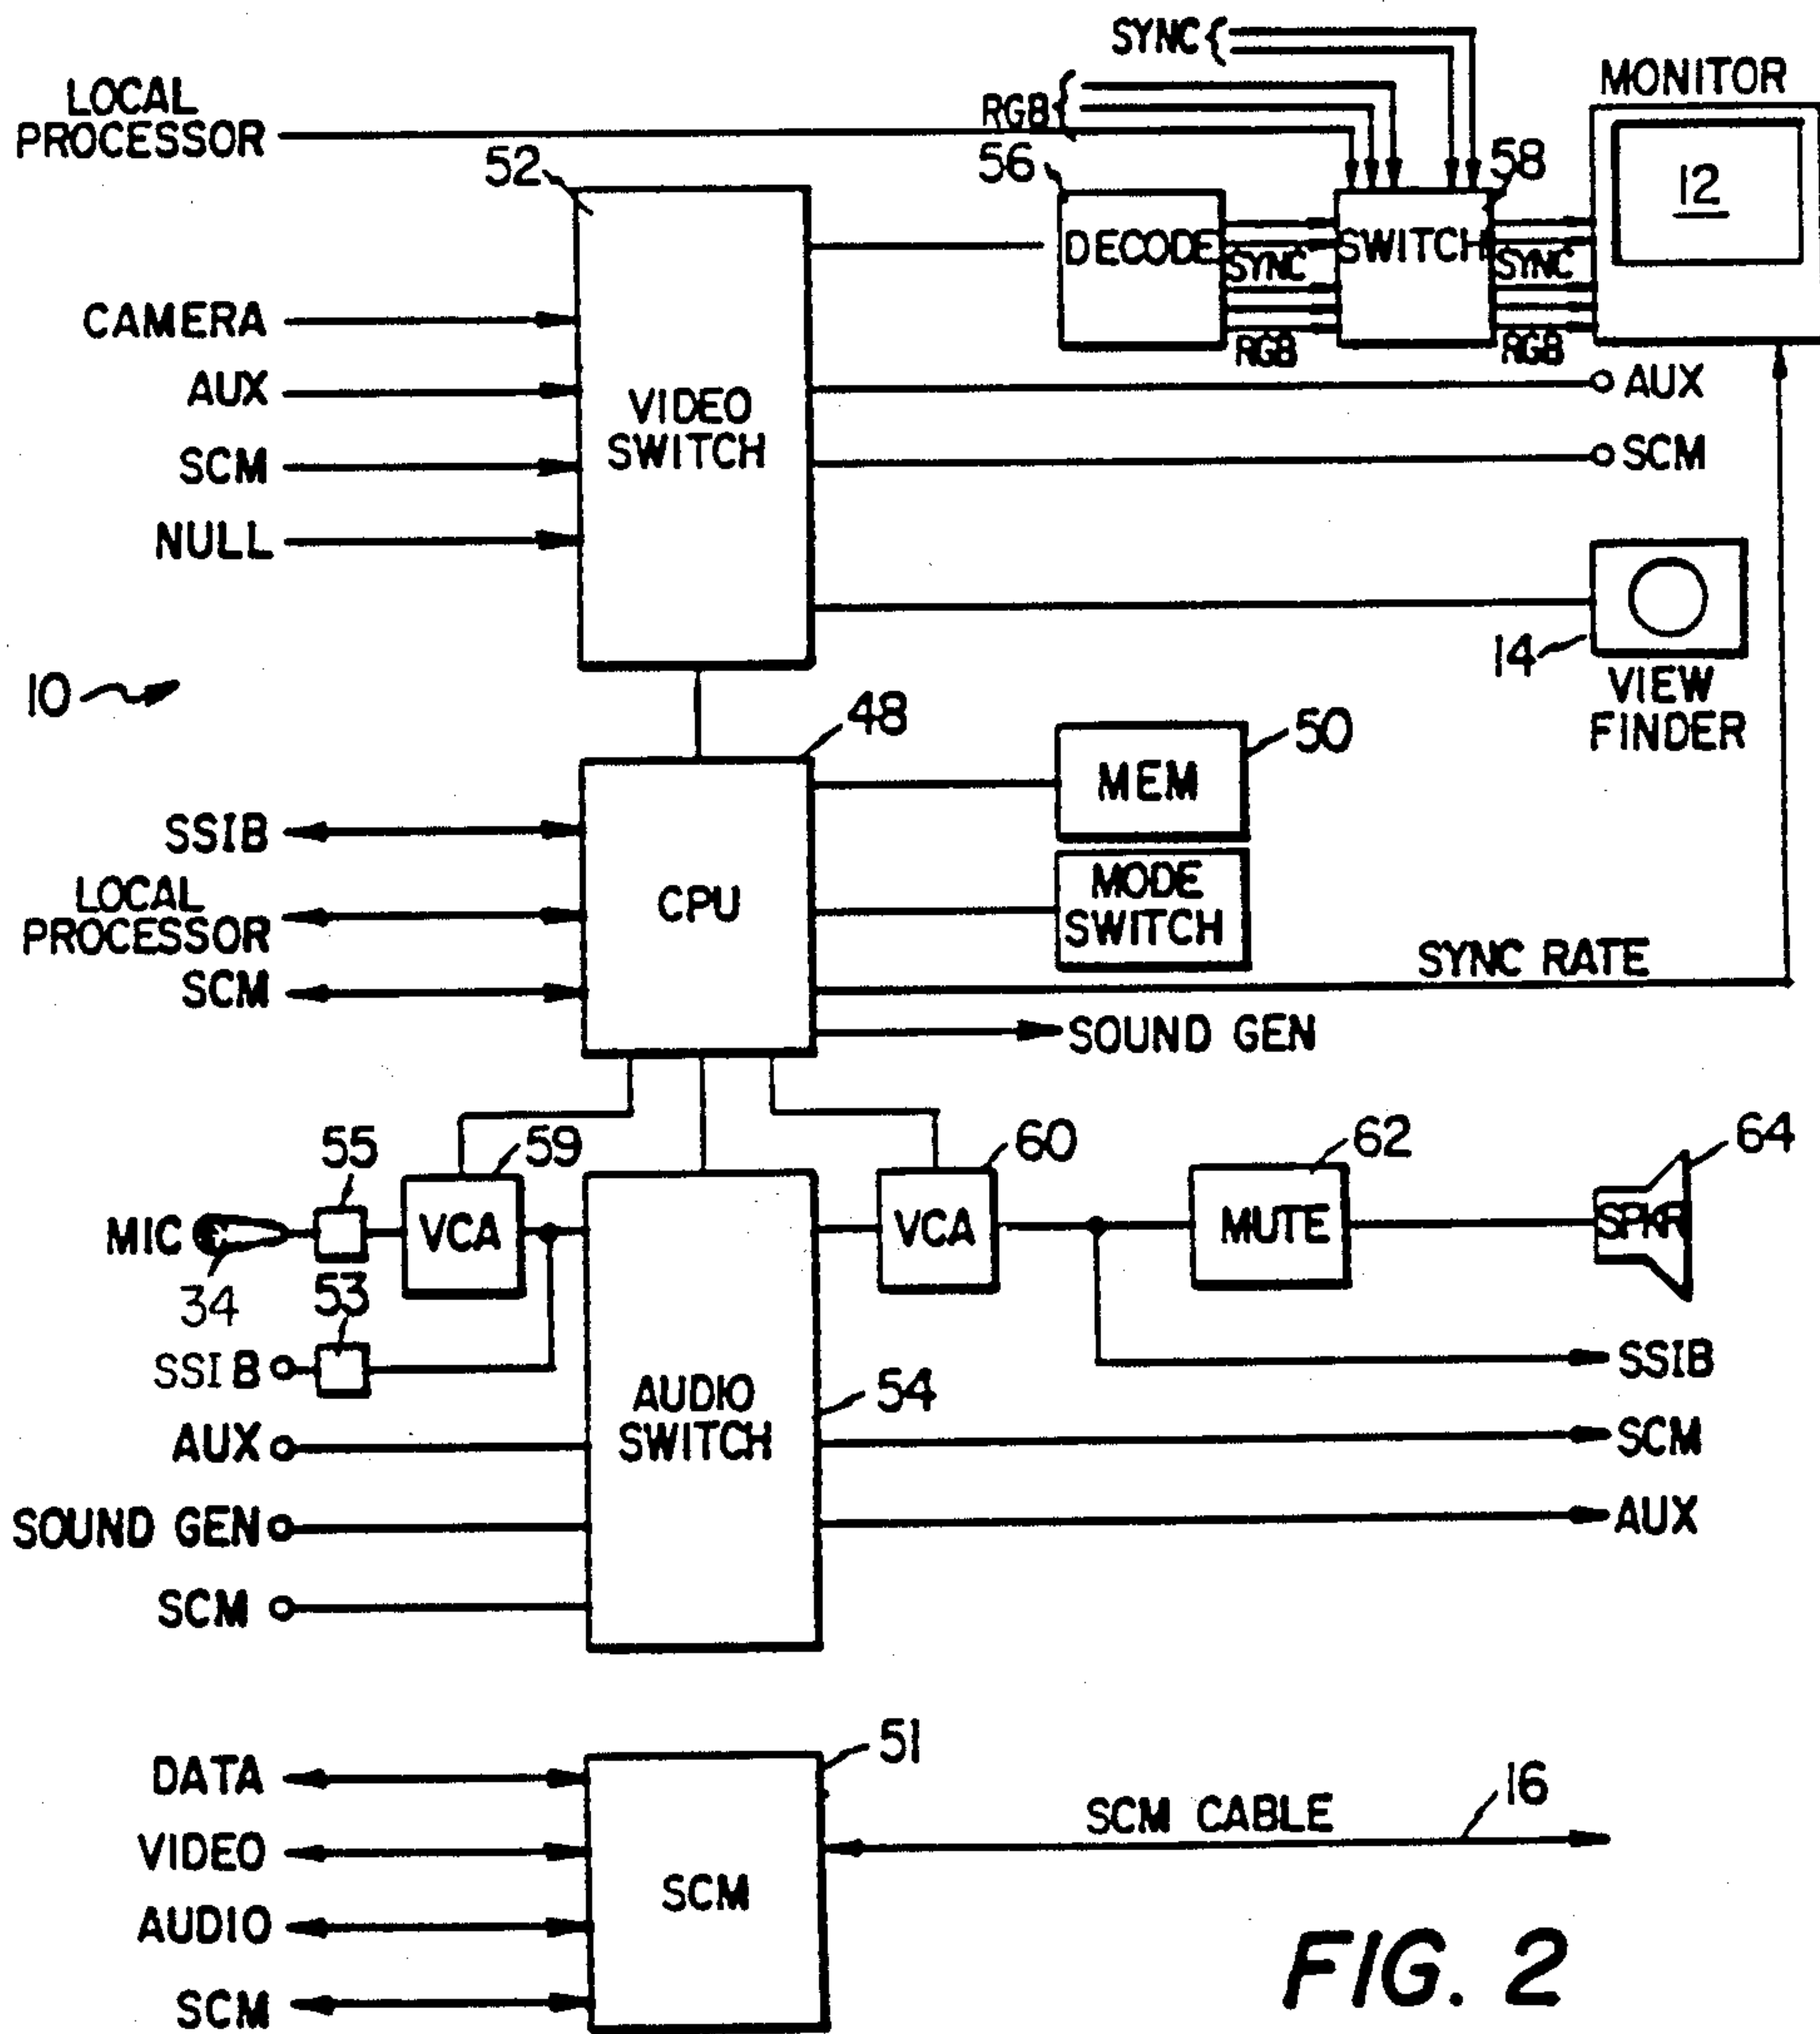 SYNC {
LOCAL
PROCESSOR
RGB {
MONITOR
52
56
58
12
DECODE
SWITCH
SYNC
SYNC
RGB
RGB
CAMERA
AUX
SCM
NULL
VIDEO
SWITCH
AUX
SCM
14
VIEW
FINDER
10
48
50
MEM
SSIB
LOCAL
PROCESSOR
SCM
CPU
MODE
SWITCH
SYNC RATE
SOUND GEN
55
59
60
62
64
MIC
VCA
VCA
MUTE
SPKR
34
53
SSIB
AUX
SOUND GEN
SCM
AUDIO
SWITCH
54
SSIB
SCM
AUX
51
DATA
VIDEO
AUDIO
SCM
SCM
SCM CABLE
16
FIG. 2